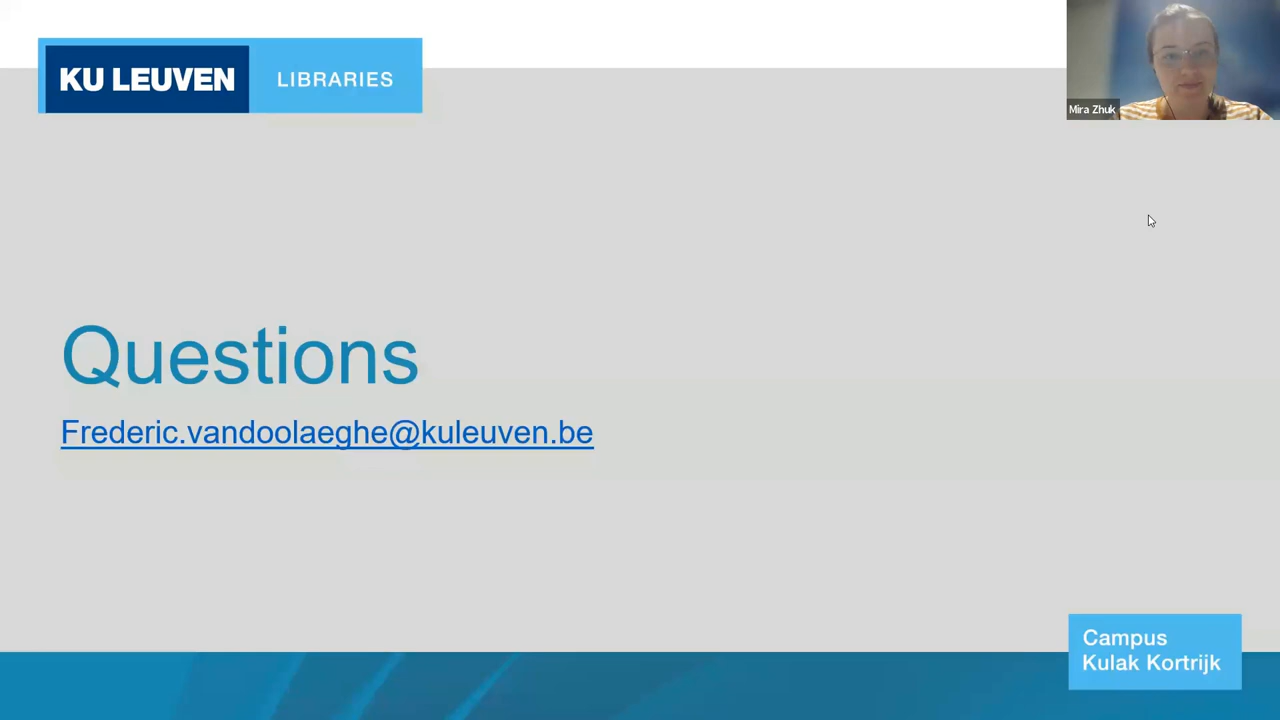 KU LEUVEN LIBRARIES
Mira Zhuk
Questions
Frederic.vandoolaeghe@kuleuven.be
Campus
Kulak Kortrijk